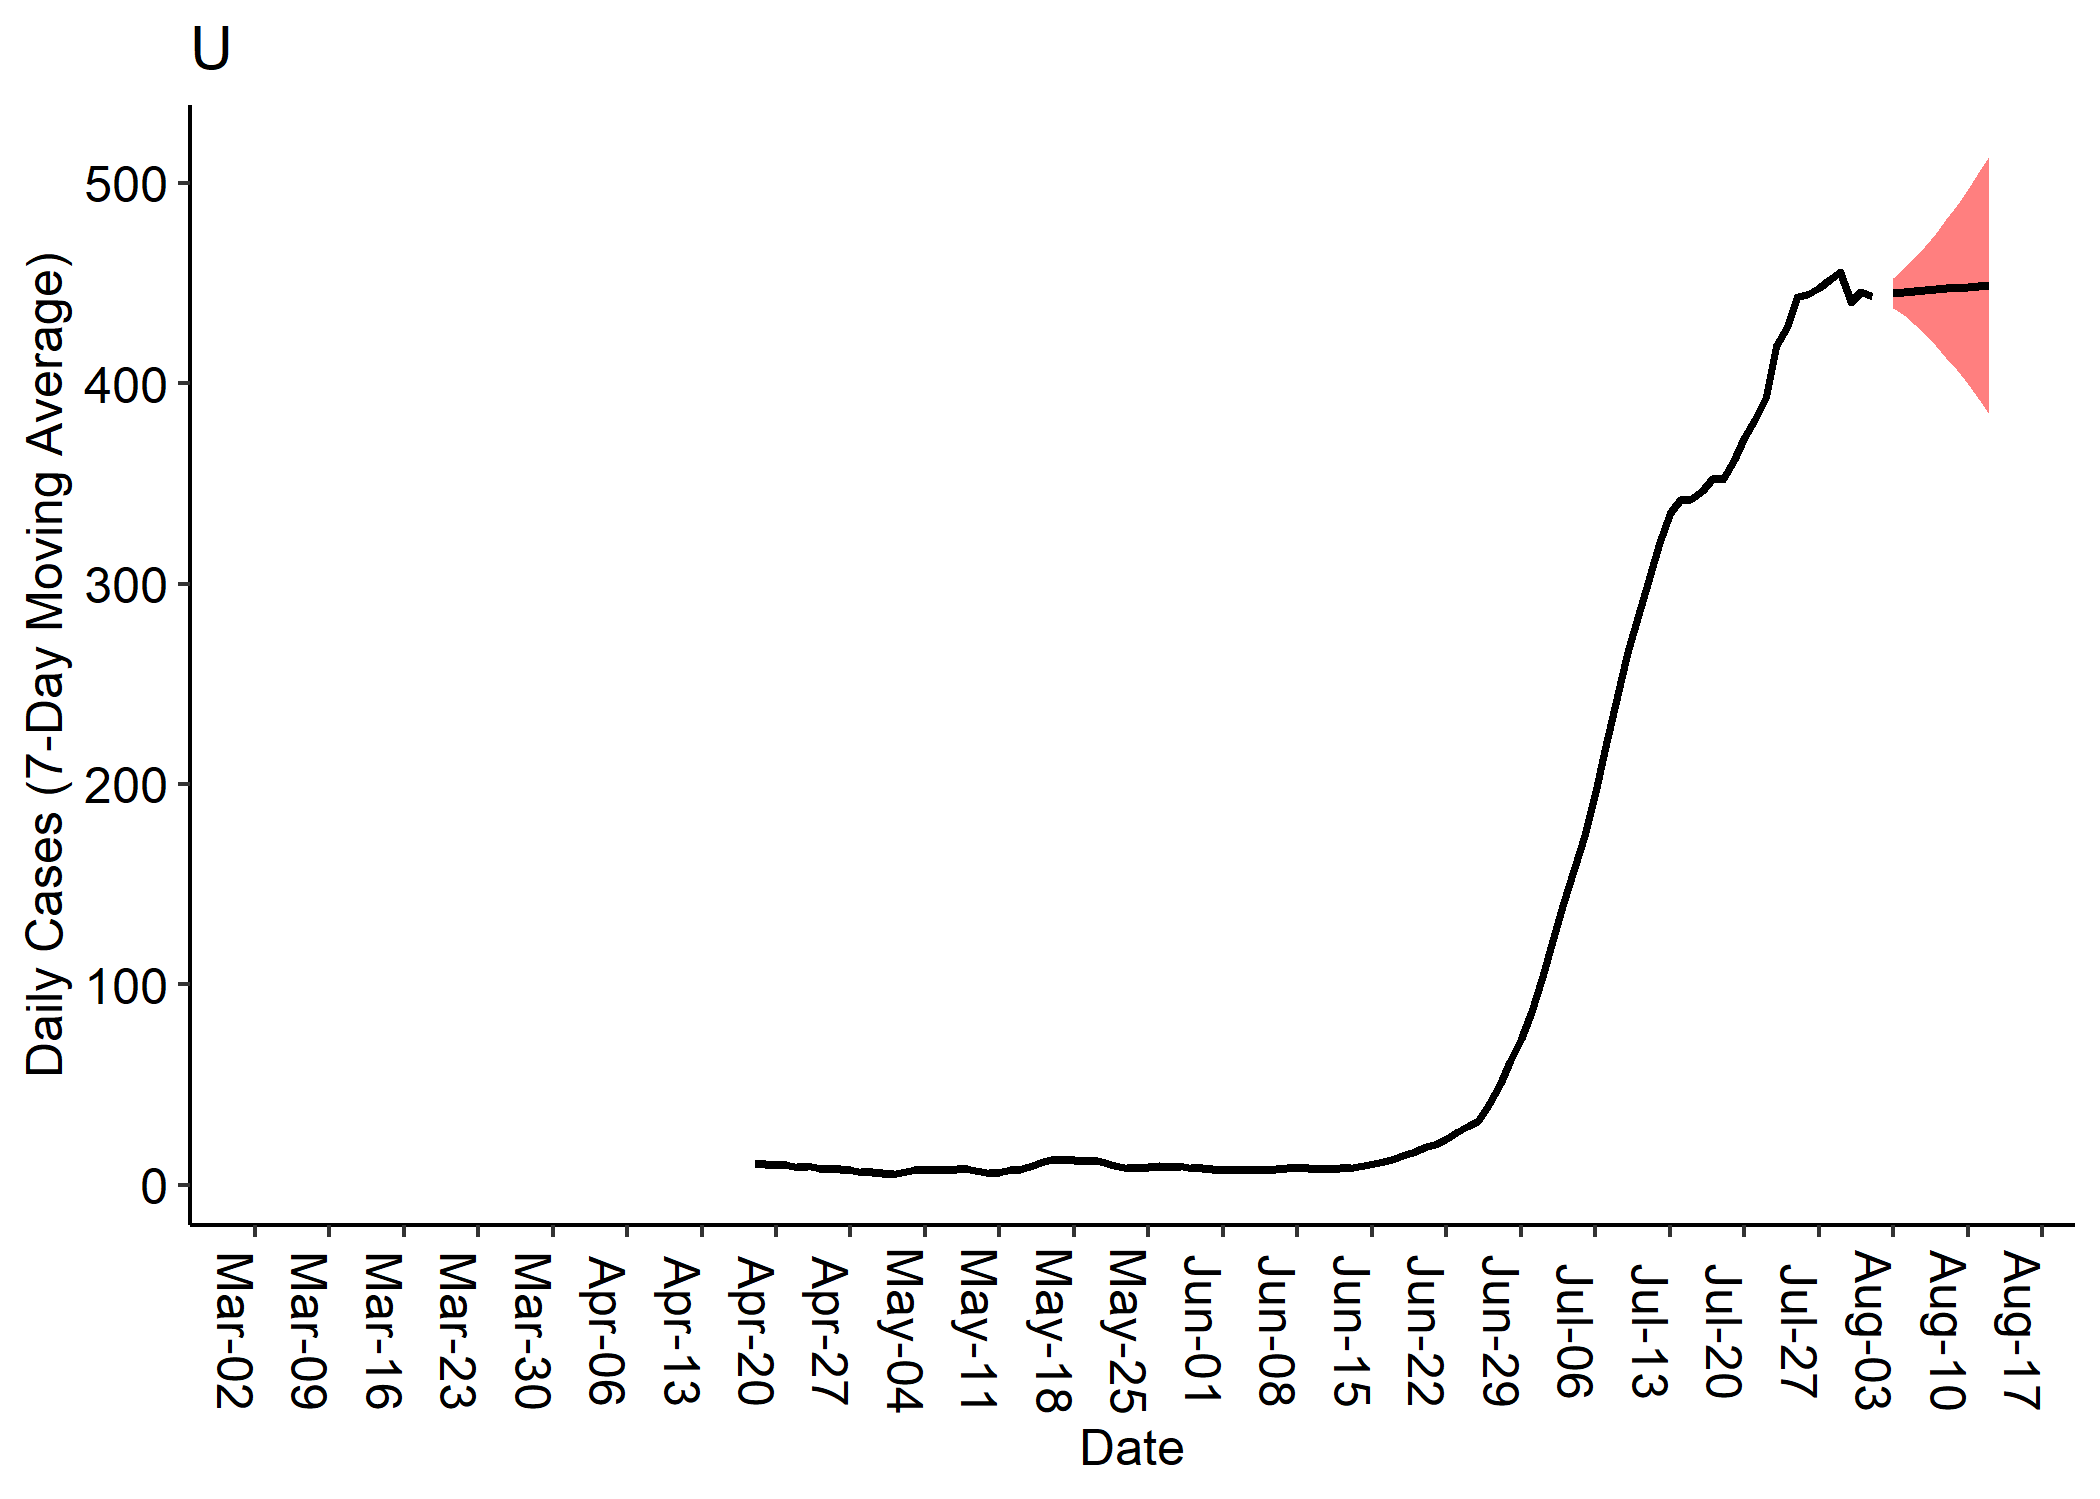 U
Daily Cases (7-Day Moving Average)
500
400
300
200
100
0
Mar-02
Mar-09
Mar-16
Mar-23
Mar-30
Apr-06
Apr-13
Apr-20
Apr-27
May-04
May-11
May-18
May-25
Jun-01
Jun-08
Jun-15
Jun-22
Jun-29
Jul-06
Jul-13
Jul-20
Jul-27
Aug-03
Aug-10
Aug-17
Date